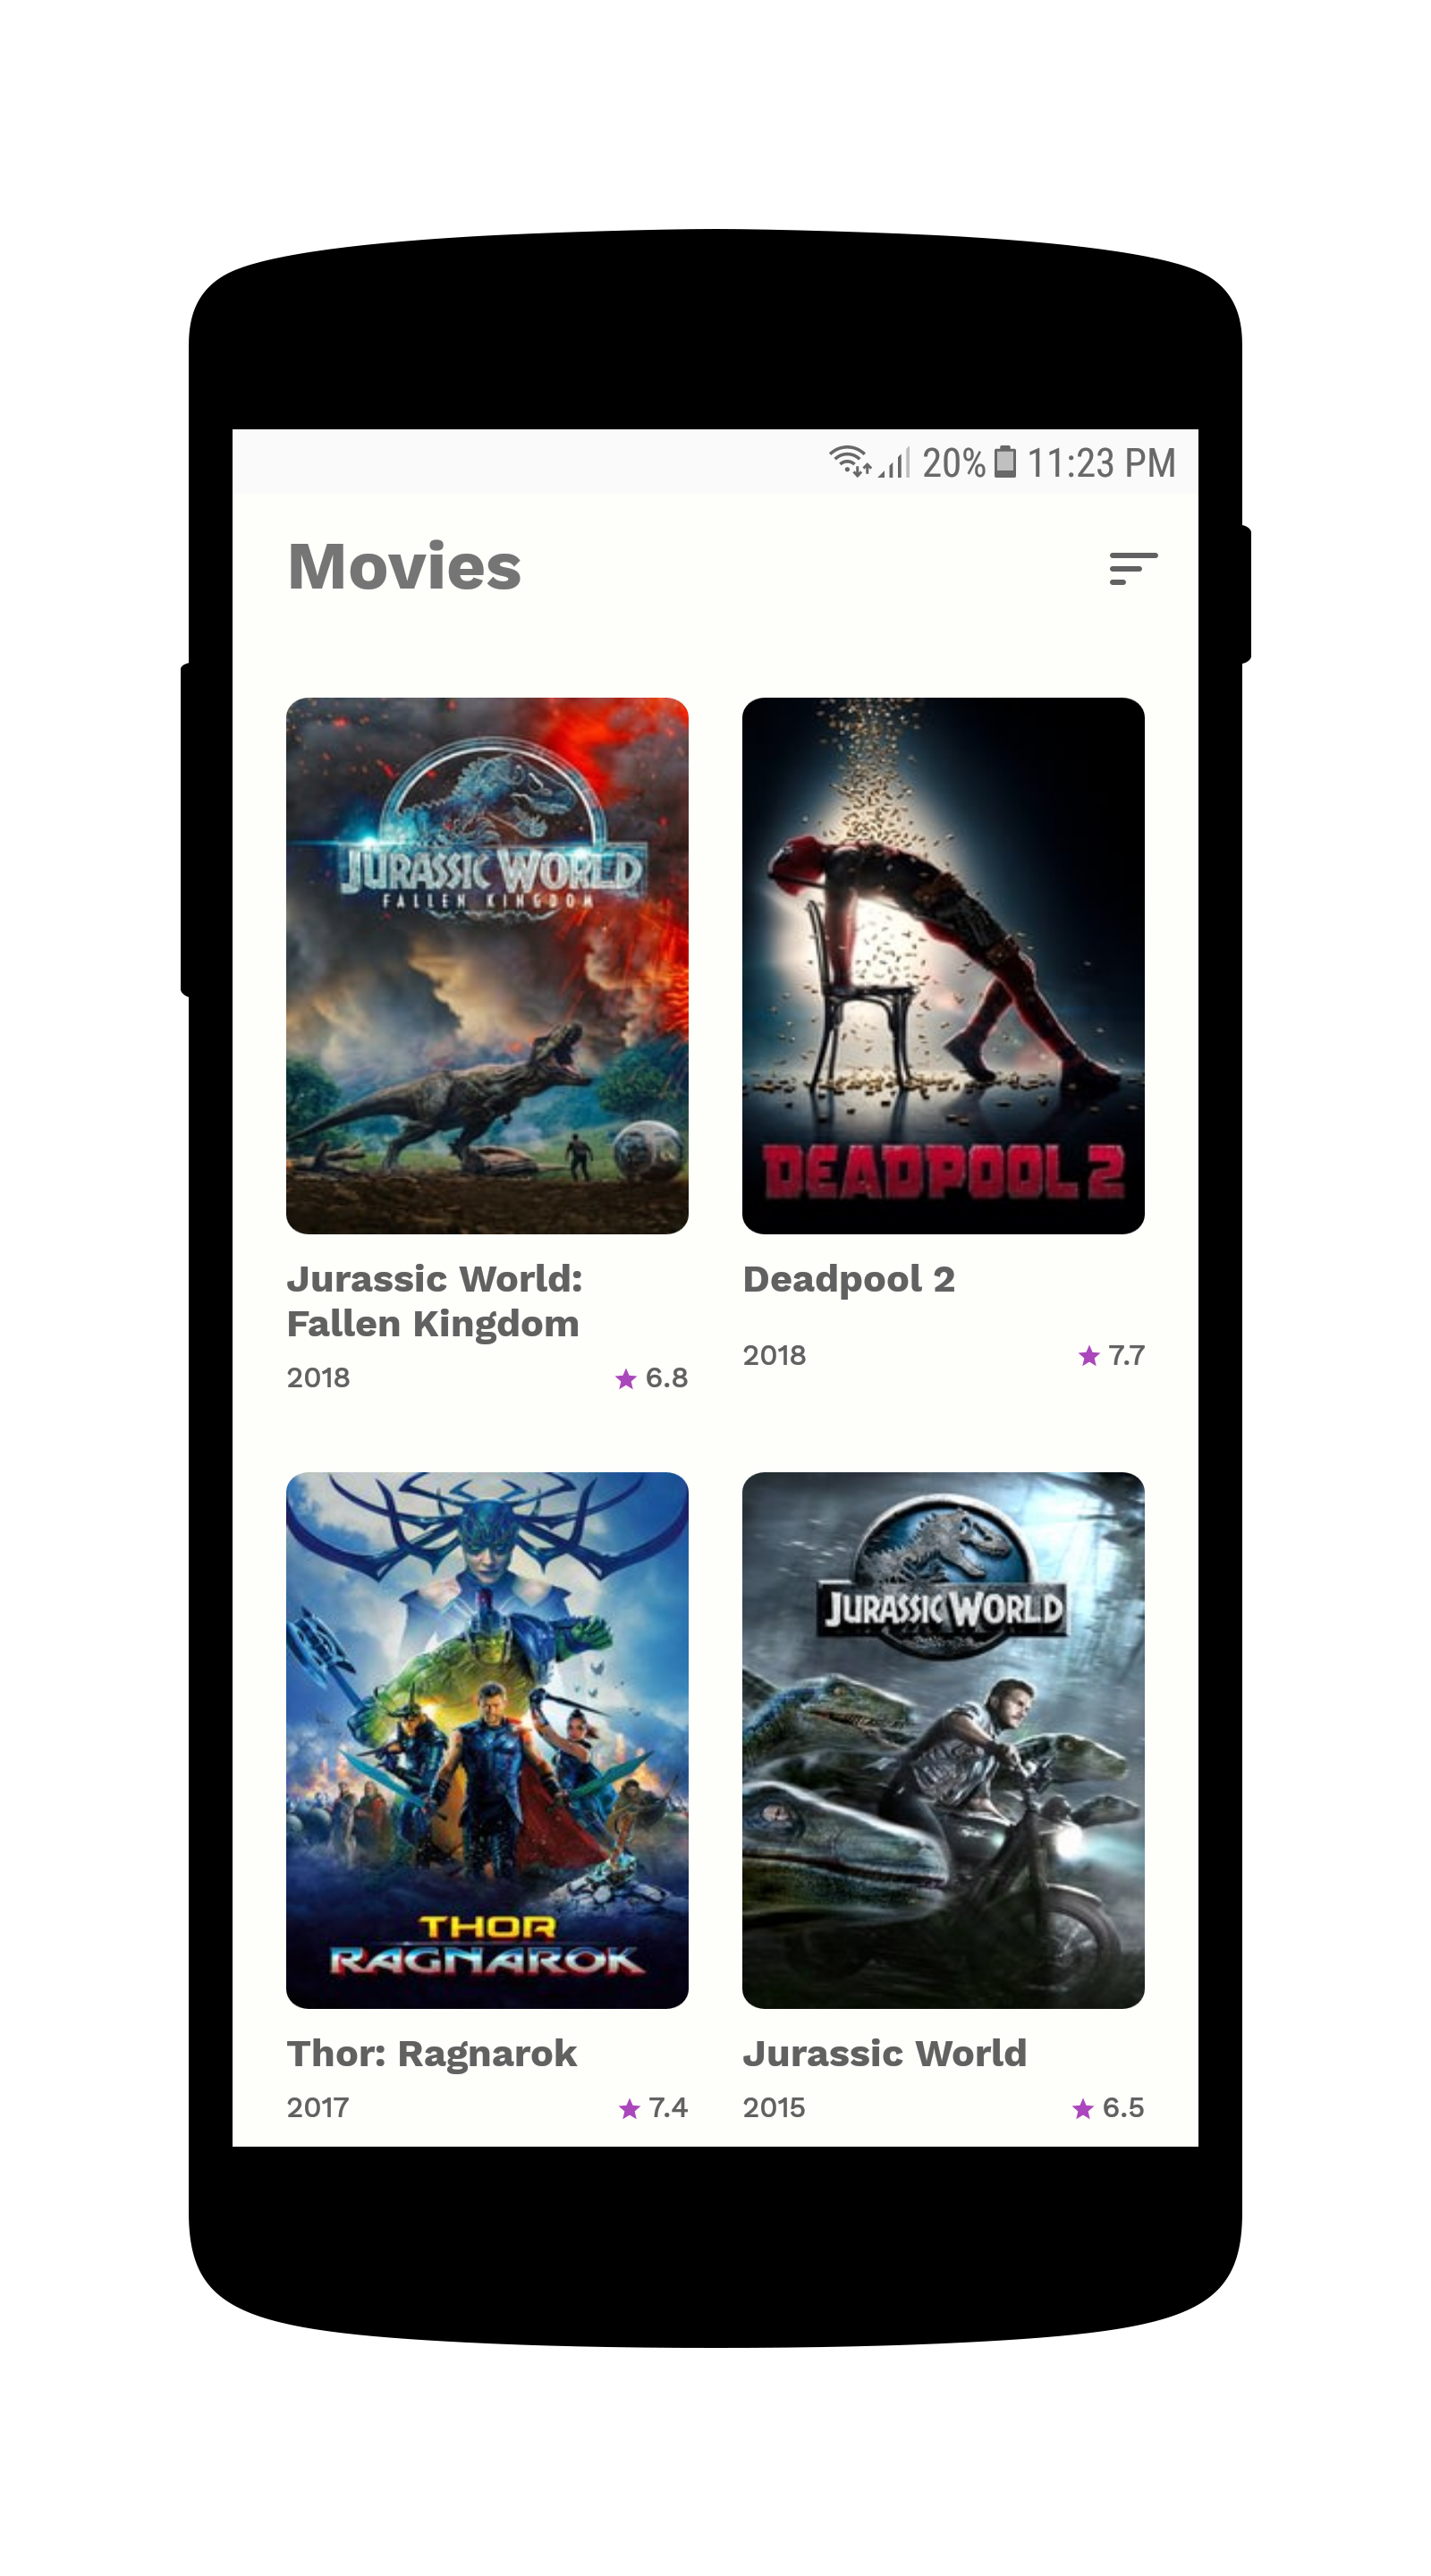 20% 11:23 PM
Movies
JURASSIC WORLD
FALLEN KINGDOM
DEADPOOL 2
Jurassic World:
Fallen Kingdom
2018 6.8
Deadpool 2
2018 7.7
THOR
RAGNAROK
JURASSIC WORLD
Thor: Ragnarok
2017 7.4
Jurassic World
2015 6.5